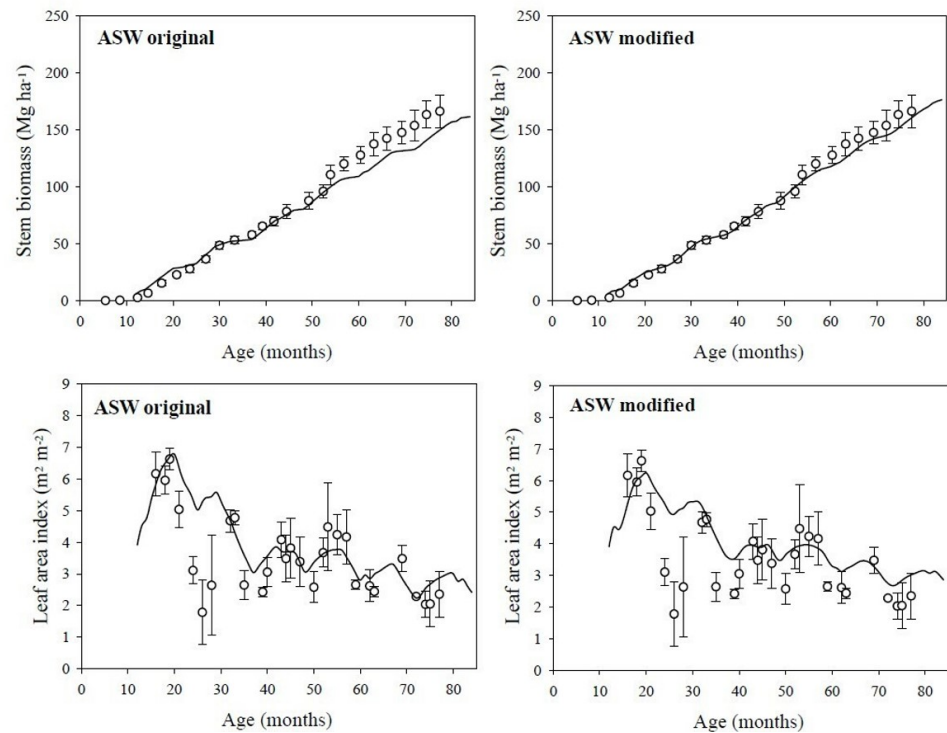 ASW original
Stem biomass (Mg ha⁻¹)
250
200
150
100
50
0
0 10 20 30 40 50 60 70 80
Age (months)
ASW modified
Stem biomass (Mg ha⁻¹)
250
200
150
100
50
0
0 10 20 30 40 50 60 70 80
Age (months)
ASW original
Leaf area index (m² m⁻²)
9
8
7
6
5
4
3
2
1
0
0 10 20 30 40 50 60 70 80
Age (months)
ASW modified
Leaf area index (m² m⁻²)
9
8
7
6
5
4
3
2
1
0
0 10 20 30 40 50 60 70 80
Age (months)